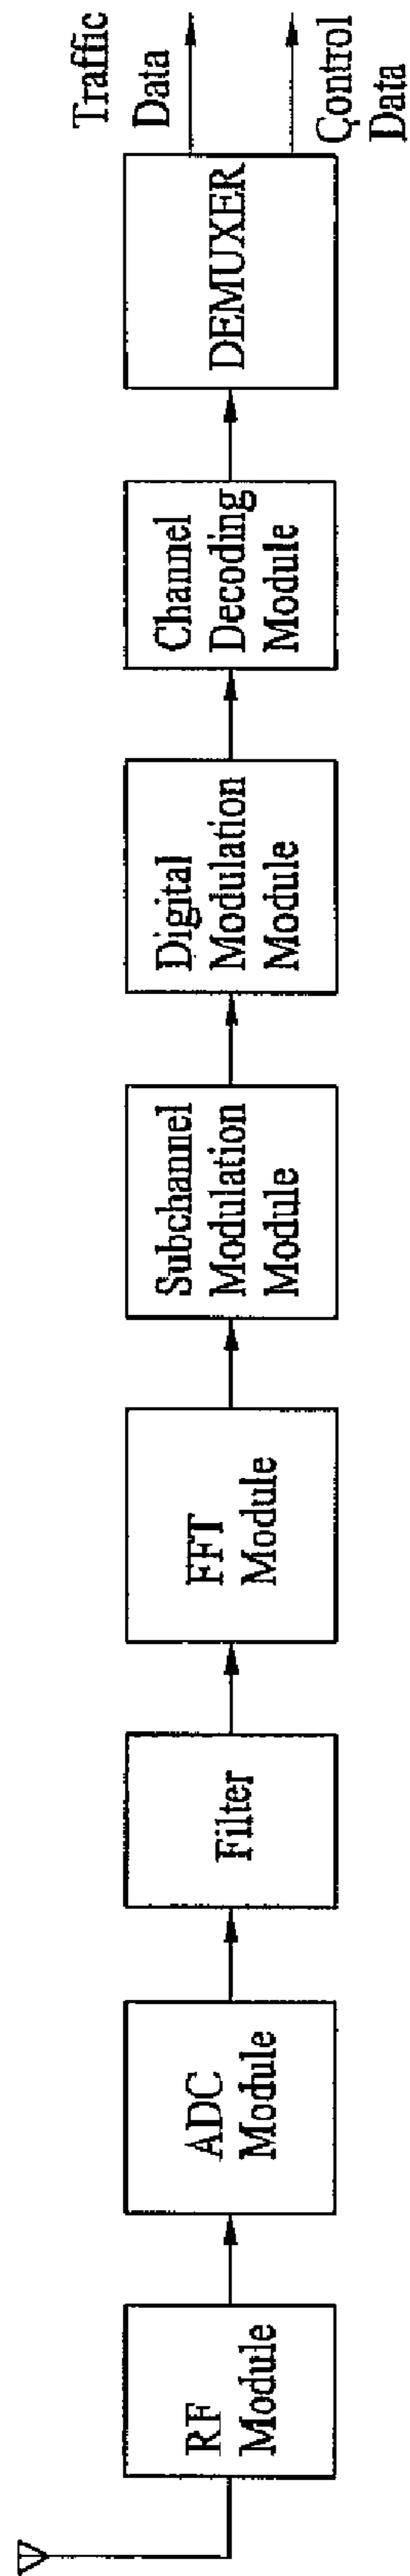 RF
Module
ADC
Module
Filter
FFT
Module
Subchannel
Modulation
Module
Digital
Modulation
Module
Channel
Decoding
Module
DEMUXER
Traffic
Data
Control
Data